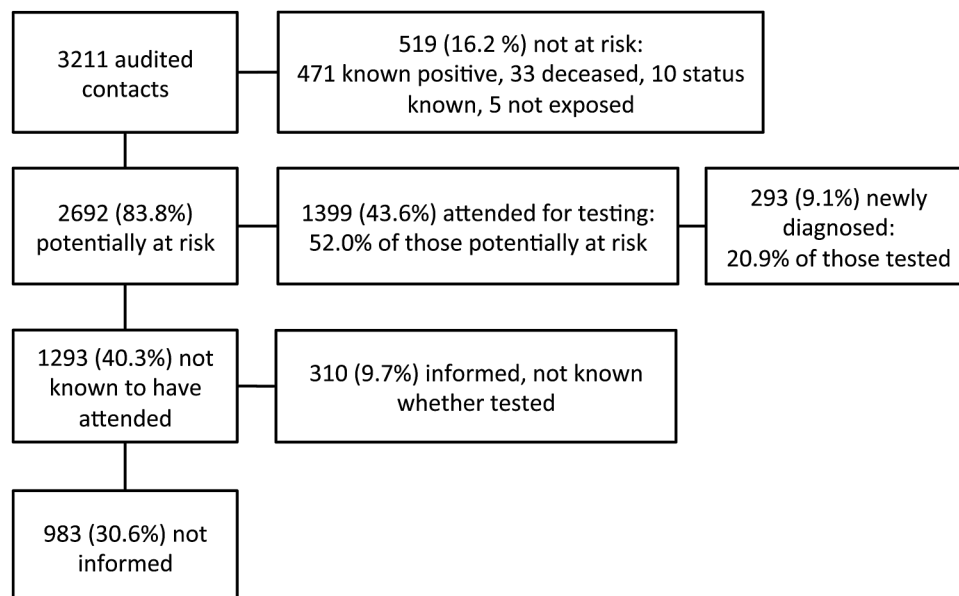 3211 audited
contacts
519 (16.2 %) not at risk:
471 known positive, 33 deceased, 10 status
known, 5 not exposed
2692 (83.8%)
potentially at risk
1399 (43.6%) attended for testing:
52.0% of those potentially at risk
293 (9.1%) newly
diagnosed:
20.9% of those tested
1293 (40.3%) not
known to have
attended
310 (9.7%) informed, not known
whether tested
983 (30.6%) not
informed